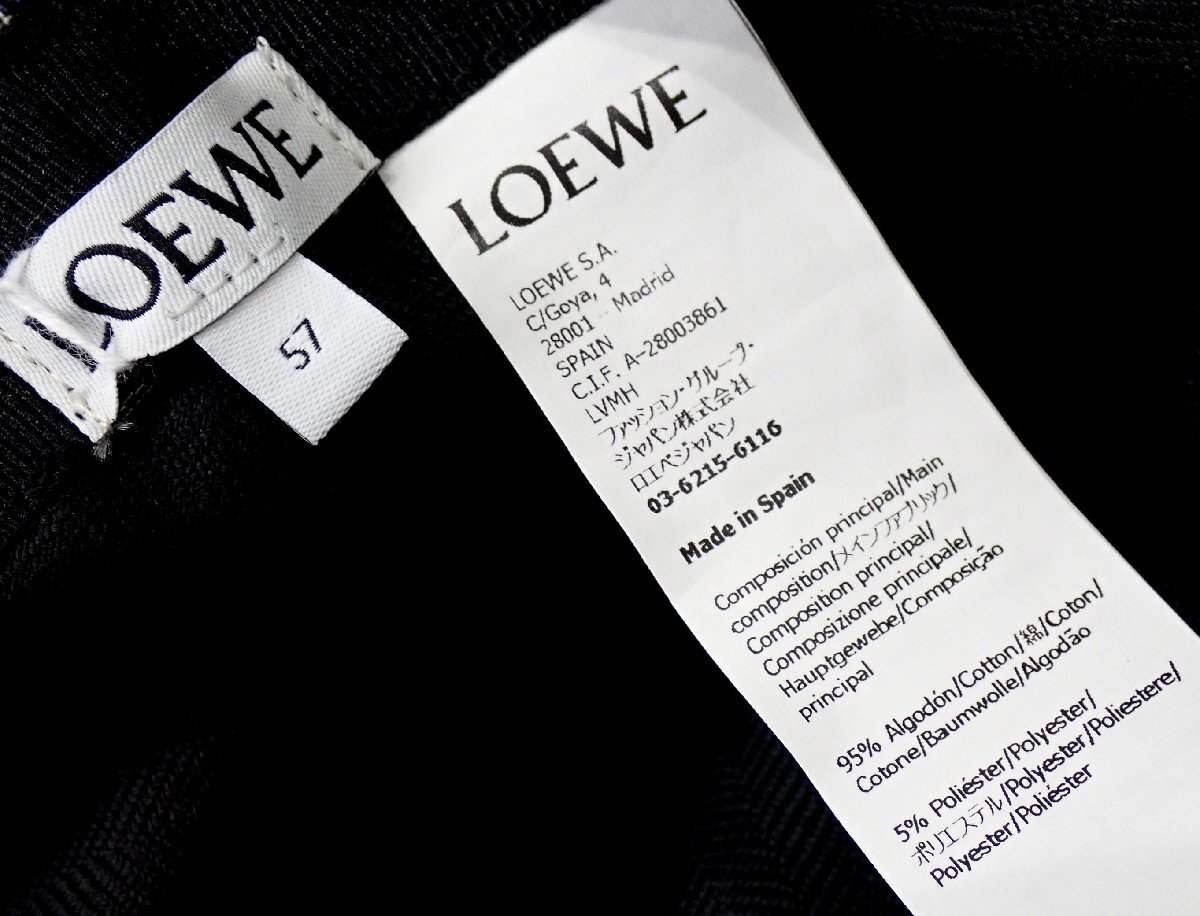 LOEWE
57
LOEWE
LOEWE S.A.
C/Goya, 4
28001 - Madrid
SPAIN
C.I.F. A-28003861
LVMH
ファッション・グループ・
ジャパン株式会社
ロエベジャパン
03-6215-6116
Made in Spain
Composición principal/Main
composition/メインファブリック/
Composition principal/
Composizione principale/
Hauptgewebe/Composição
principal
95% Algodón/Cotton/綿/Coton/
Cotone/Baumwolle/Algodão
5% Poliéster/Polyester/
ポリエステル/Polyester/Poliestere/
Polyester/Poliéster